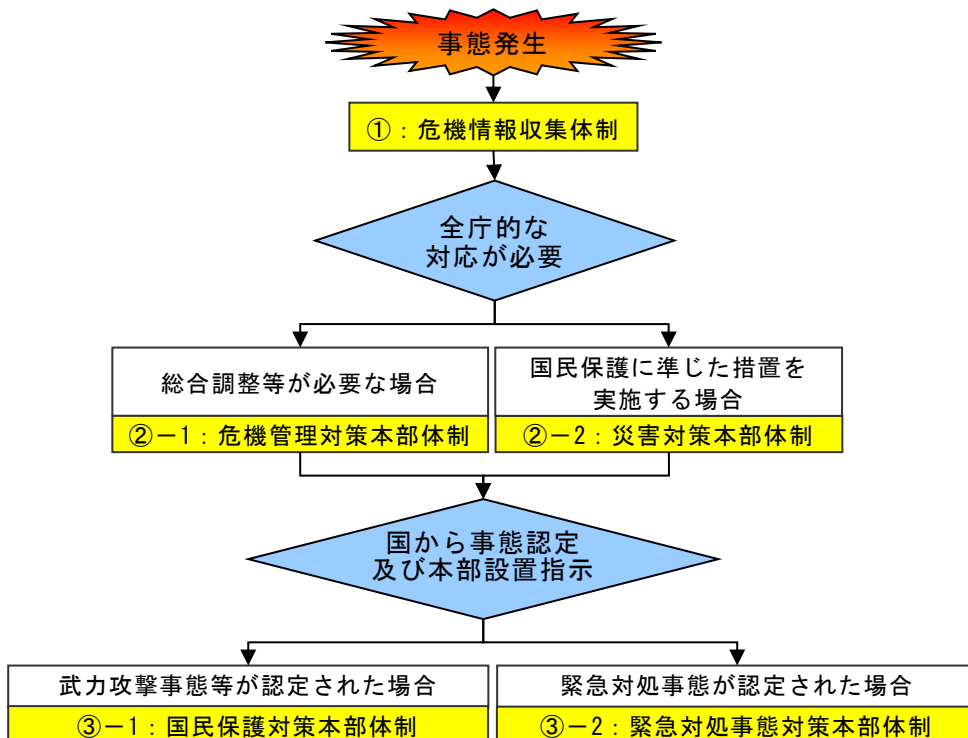 事態発生
①：危機情報収集体制
全庁的な
対応が必要
総合調整等が必要な場合
②－1：危機管理対策本部体制
国民保護に準じた措置を
実施する場合
②－2：災害対策本部体制
国から事態認定
及び本部設置指示
武力攻撃事態等が認定された場合
③－1：国民保護対策本部体制
緊急対処事態が認定された場合
③－2：緊急対処事態対策本部体制